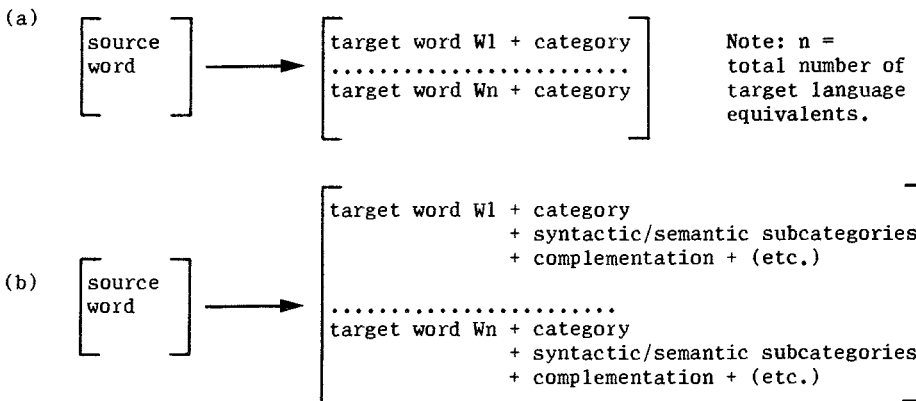 (a)
source
word
target word W1 + category
..........................
target word Wn + category
Note: n =
total number of
target language
equivalents.
(b)
source
word
target word W1 + category
+ syntactic/semantic subcategories
+ complementation + (etc.)
.........................
target word Wn + category
+ syntactic/semantic subcategories
+ complementation + (etc.)